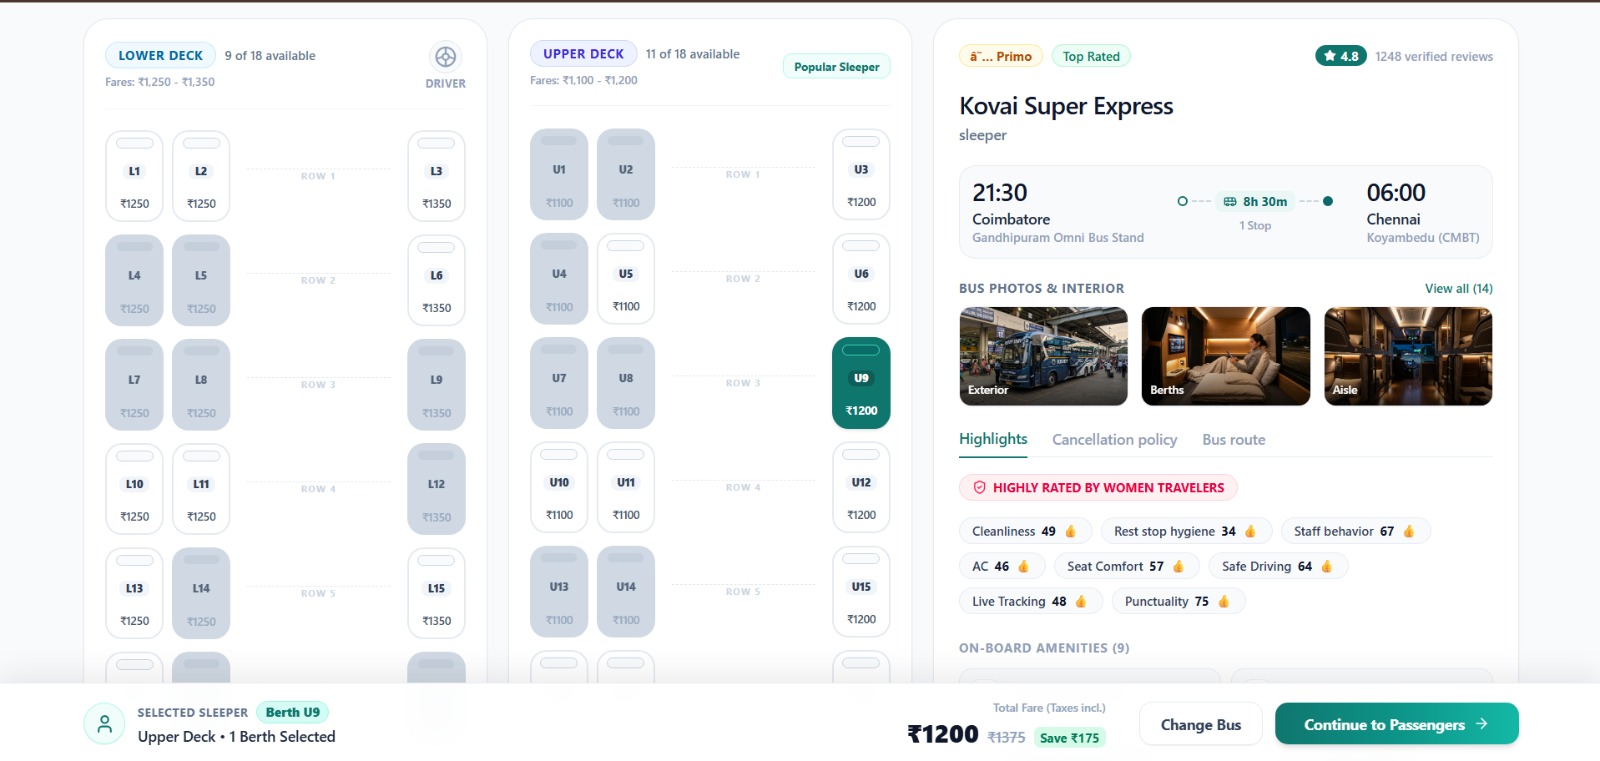 LOWER DECK 9 of 18 available
Fares: ₹1,250 - ₹1,350
DRIVER
L1 L2 L3
ROW 1
₹1250 ₹1250 ₹1350
L4 L5 L6
ROW 2
₹1250 ₹1250 ₹1350
L7 L8 L9
ROW 3
₹1250 ₹1250 ₹1350
L10 L11 L12
ROW 4
₹1250 ₹1250 ₹1350
L13 L14 L15
ROW 5
₹1250 ₹1250 ₹1350
UPPER DECK 11 of 18 available
Fares: ₹1,100 - ₹1,200
Popular Sleeper
U1 U2 U3
ROW 1
₹1100 ₹1100 ₹1200
U4 U5 U6
ROW 2
₹1100 ₹1100 ₹1200
U7 U8 U9
ROW 3
₹1100 ₹1100 ₹1200
U10 U11 U12
ROW 4
₹1100 ₹1100 ₹1200
U13 U14 U15
ROW 5
₹1100 ₹1100 ₹1200
â˜… Primo Top Rated 4.8 1248 verified reviews
Kovai Super Express
sleeper
21:30 8h 30m 06:00
Coimbatore 1 Stop Chennai
Gandhipuram Omni Bus Stand Koyambedu (CMBT)
BUS PHOTOS & INTERIOR View all (14)
Exterior Berths Aisle
Highlights Cancellation policy Bus route
HIGHLY RATED BY WOMEN TRAVELERS
Cleanliness 49 👍 Rest stop hygiene 34 👍 Staff behavior 67 👍
AC 46 👍 Seat Comfort 57 👍 Safe Driving 64 👍
Live Tracking 48 👍 Punctuality 75 👍
ON-BOARD AMENITIES (9)
SELECTED SLEEPER Berth U9
Upper Deck • 1 Berth Selected
Total Fare (Taxes incl.)
₹1200 ₹1375 Save ₹175
Change Bus
Continue to Passengers →